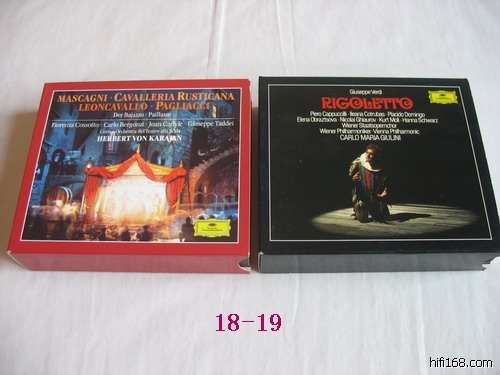 MASCAGNI · CAVALLERIA RUSTICANA
LEONCAVALLO · PAGLIACCI
Der Bajazzo · Paillasse
Fiorenza Cossotto · Carlo Bergonzi · Joan Carlyle · Giuseppe Taddei
Coro e Orchestra del Teatro alla Scala
HERBERT VON KARAJAN
Giuseppe Verdi
RIGOLETTO
Piero Cappuccilli · Ileana Cotrubas · Placido Domingo
Elena Obraztsova · Nicolai Ghiaurov · Kurt Moll · Hanna Schwarz
Wiener Staatsopernchor
Wiener Philharmoniker · Vienna Philharmonic
CARLO MARIA GIULINI
18-19
hifi168.com